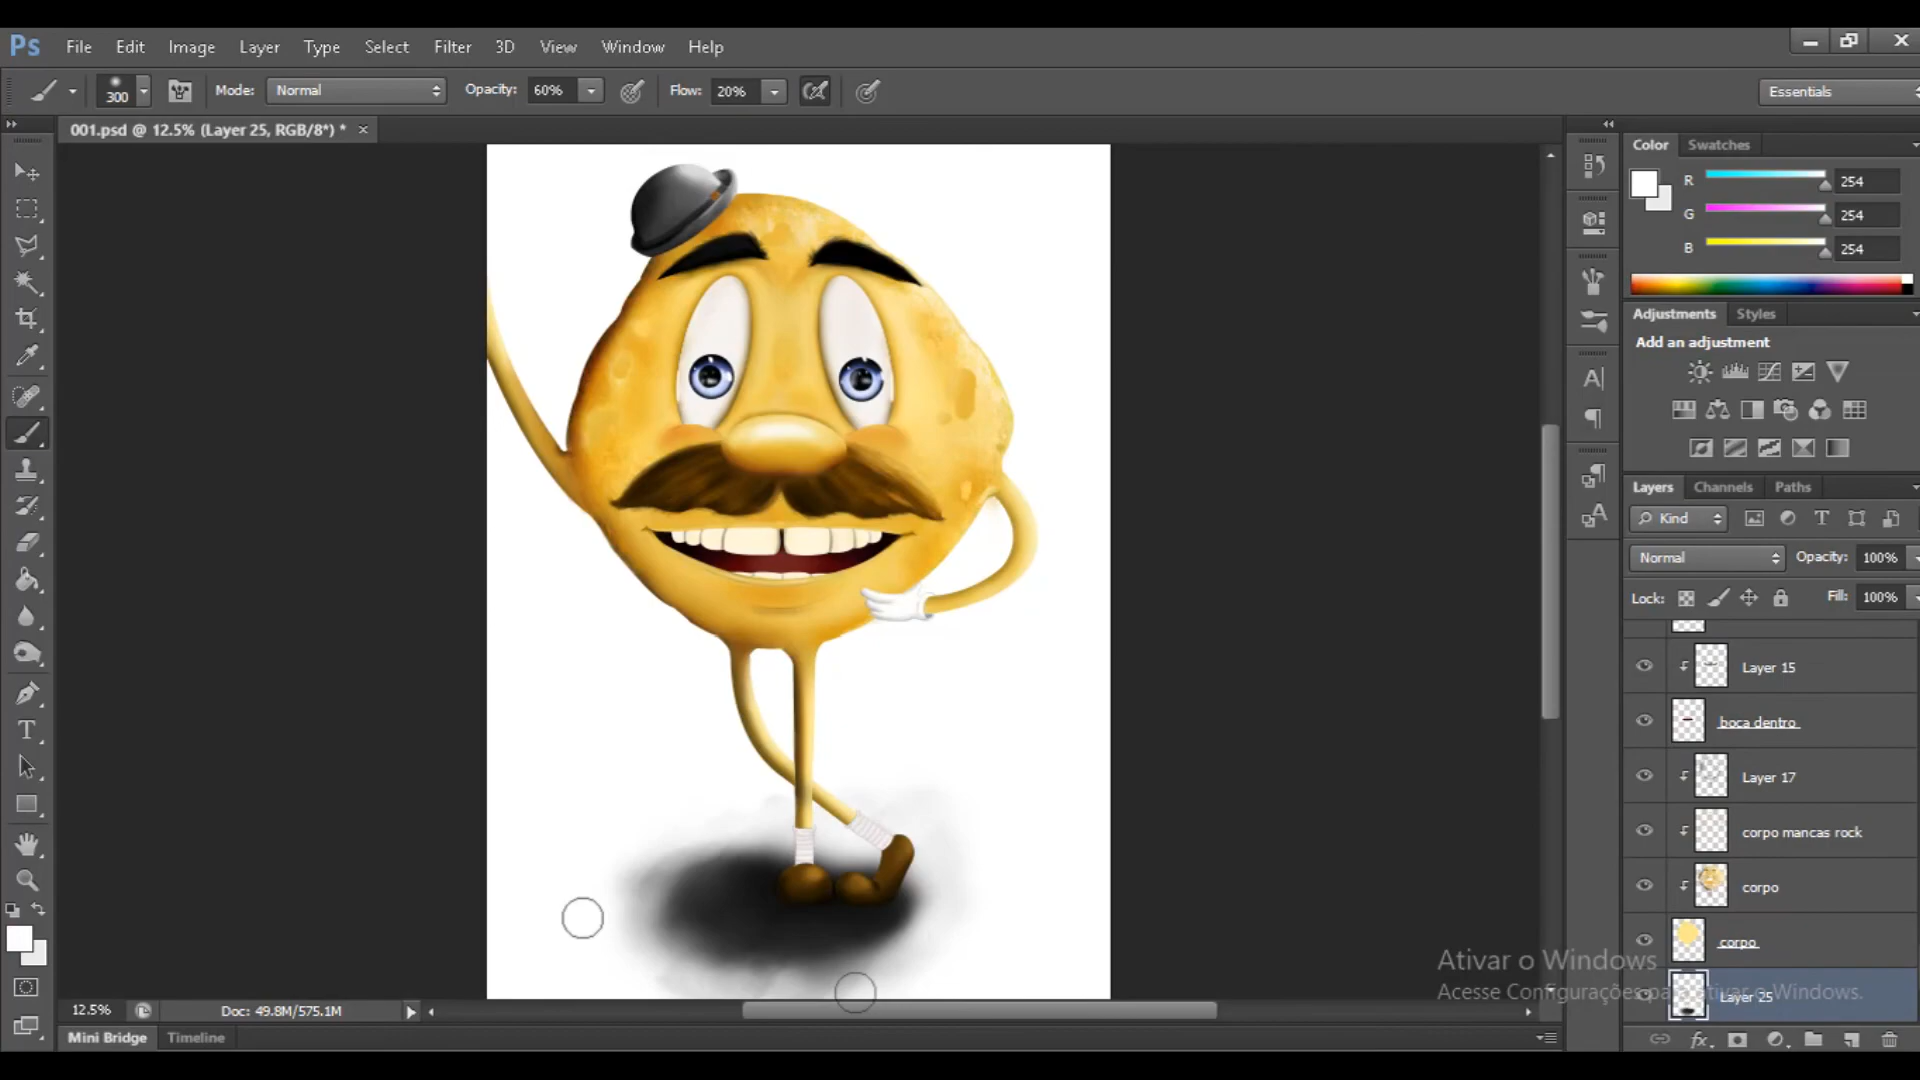 Ps File Edit Image Layer Type Select Filter 3D View Window Help
300 Mode: Normal Opacity: 60% Flow: 20% Essentials
001.psd @ 12.5% (Layer 25, RGB/8*) * ×
Color Swatches
R 254
G 254
B 254
Adjustments Styles
Add an adjustment
Layers Channels Paths
Kind
Normal Opacity: 100%
Lock: Fill: 100%
Layer 15
boca dentro
Layer 17
corpo mancas rock
corpo
corpo
Layer 25
Ativar o Windows
Acesse Configurações para ativar o Windows.
12.5% Doc: 49.8M/575.1M
Mini Bridge Timeline